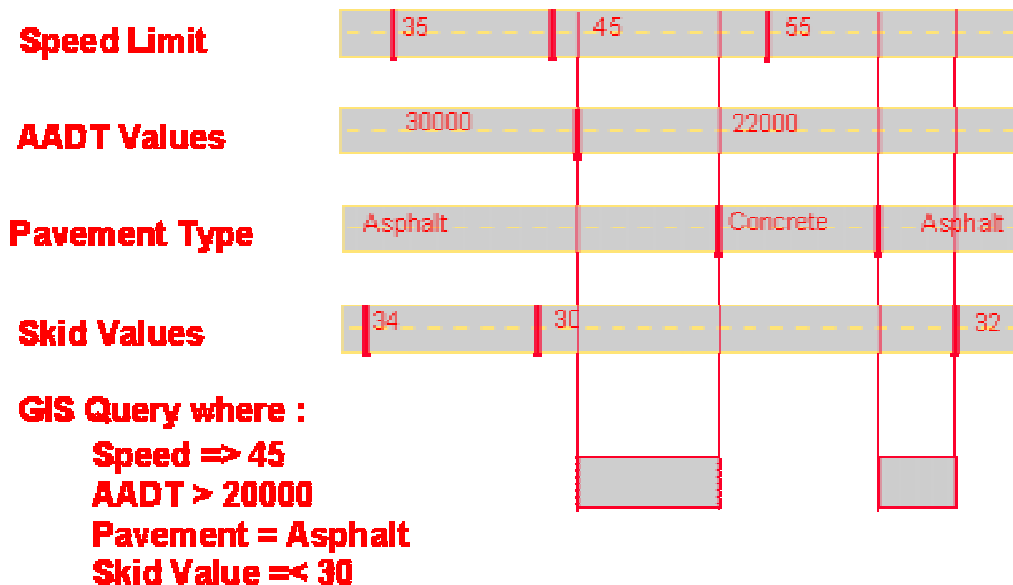 Speed Limit 35 45 55
AADT Values 30000 22000
Pavement Type Asphalt Concrete Asphalt
Skid Values 34 30 32
GIS Query where :
Speed => 45
AADT > 20000
Pavement = Asphalt
Skid Value =< 30